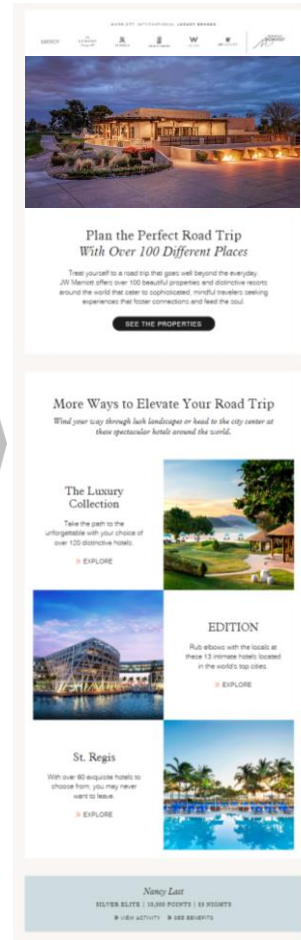 MARRIOTT INTERNATIONAL LUXURY BRANDS
EDITION
W
Plan the Perfect Road Trip
With Over 100 Different Places
Treat yourself to a road trip that goes well beyond the everyday.
JW Marriott offers over 100 beautiful properties and distinctive resorts
around the world that cater to sophisticated, mindful travelers seeking
experiences that foster connections and feed the soul.
SEE THE PROPERTIES
More Ways to Elevate Your Road Trip
Wind your way through lush landscapes or head to the city center at
these spectacular hotels around the world.
The Luxury
Collection
Take the path to the
unforgettable with your choice of
over 120 distinctive hotels.
EXPLORE
EDITION
Rub elbows with the locals at
these 13 intimate hotels located
in the world's top cities.
EXPLORE
St. Regis
With over 60 exquisite hotels to
choose from, you may never
want to leave.
EXPLORE
Nancy Last
SILVER ELITE | 10,000 POINTS | 23 NIGHTS
VIEW ACTIVITY SEE BENEFITS